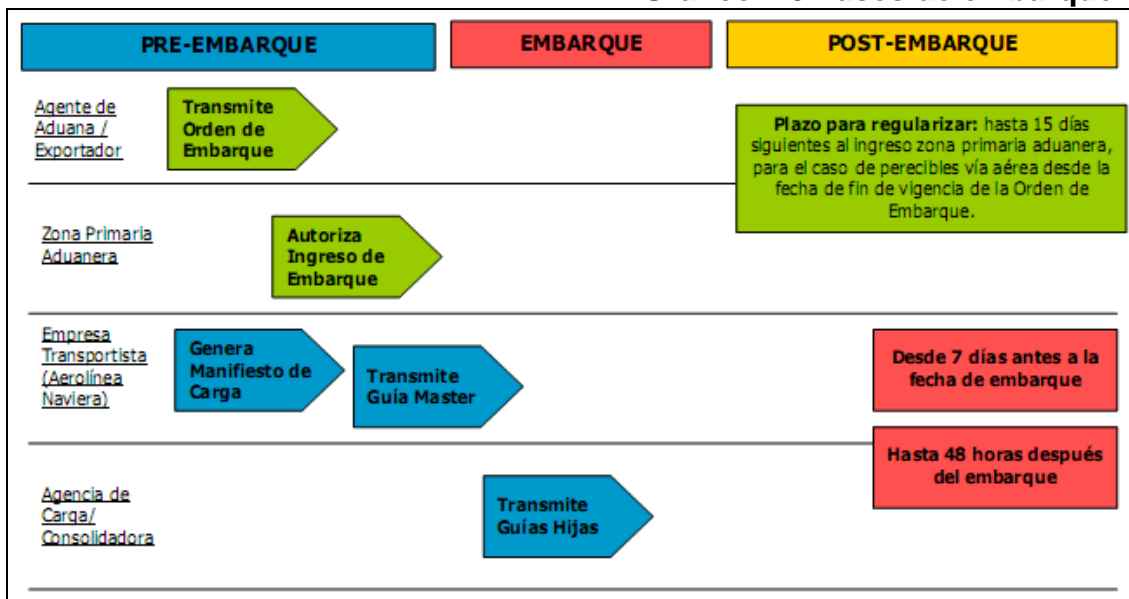 PRE-EMBARQUE
EMBARQUE
POST-EMBARQUE
Agente de
Aduana /
Exportador
Transmite
Orden de
Embarque
Plazo para regularizar: hasta 15 días
siguientes al ingreso zona primaria aduanera,
para el caso de perecibles vía aérea desde la
fecha de fin de vigencia de la Orden de
Embarque.
Zona Primaria
Aduanera
Autoriza
Ingreso de
Embarque
Empresa
Transportista
(Aerolínea
Naviera)
Genera
Manifiesto de
Carga
Transmite
Guía Master
Desde 7 días antes a la
fecha de embarque
Hasta 48 horas después
del embarque
Agencia de
Carga/
Consolidadora
Transmite
Guías Hijas